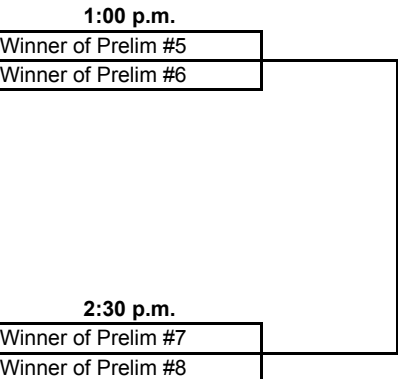 1:00 p.m.
Winner of Prelim #5
Winner of Prelim #6
2:30 p.m.
Winner of Prelim #7
Winner of Prelim #8